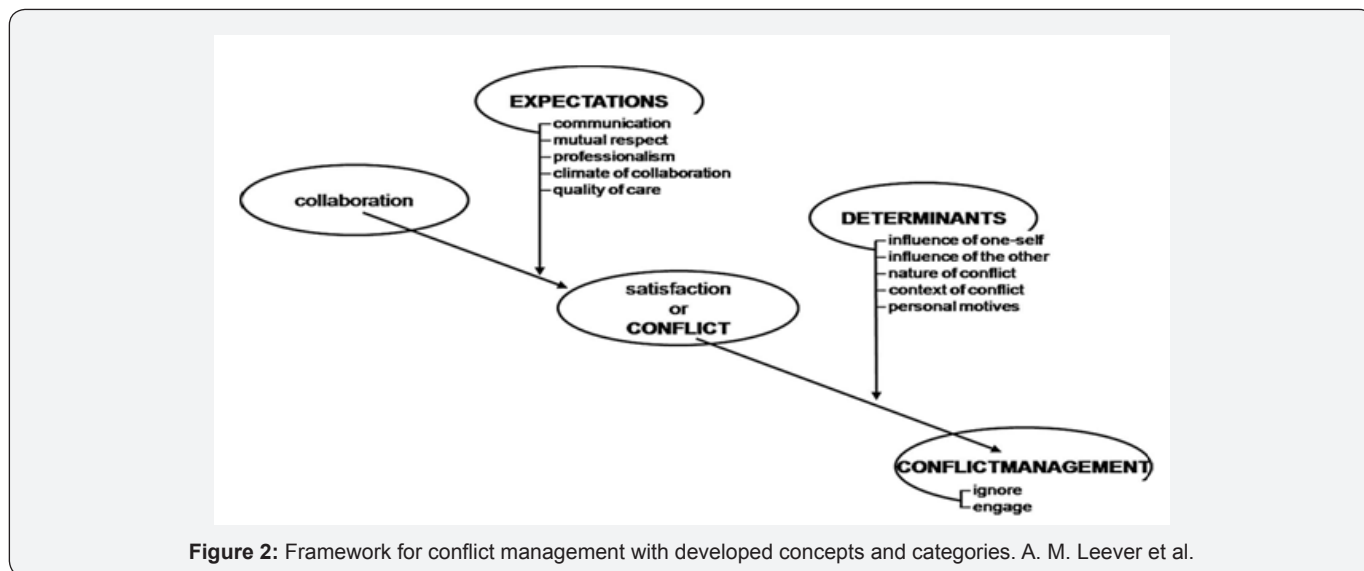 EXPECTATIONS
communication
mutual respect
professionalism
climate of collaboration
quality of care
collaboration
DETERMINANTS
influence of one-self
influence of the other
nature of conflict
context of conflict
personal motives
satisfaction
or
CONFLICT
CONFLICTMANAGEMENT
ignore
engage
Figure 2: Framework for conflict management with developed concepts and categories. A. M. Leever et al.